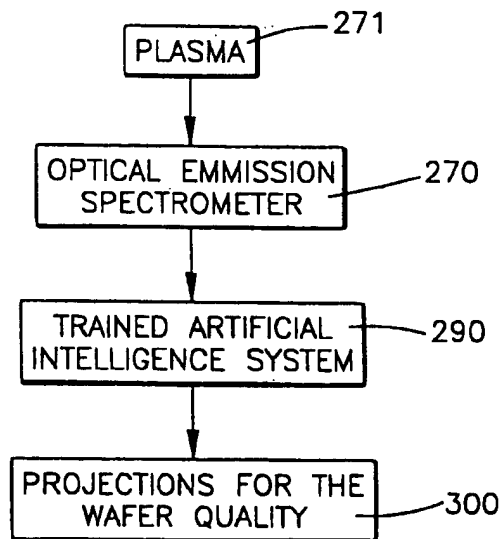 PLASMA
271
OPTICAL EMMISSION
SPECTROMETER
270
TRAINED ARTIFICIAL
INTELLIGENCE SYSTEM
290
PROJECTIONS FOR THE
WAFER QUALITY
300